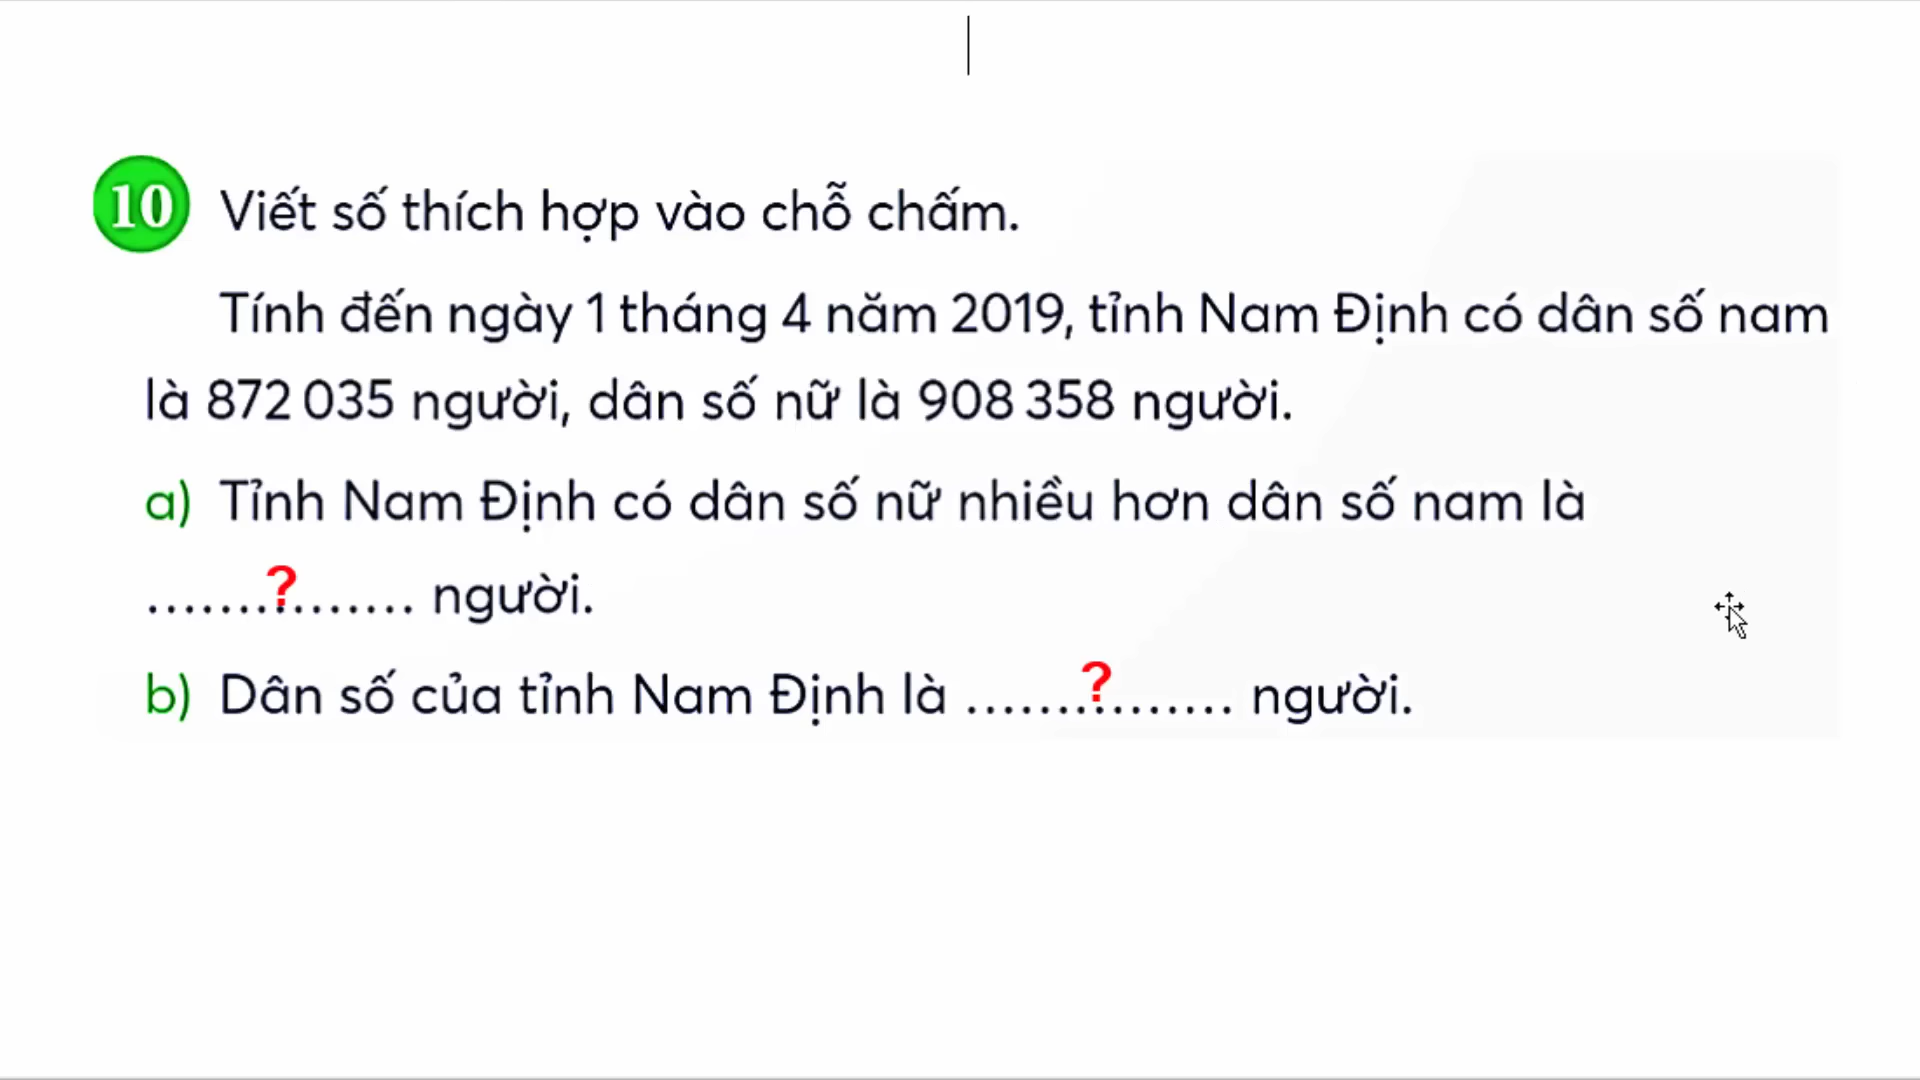 10 Viết số thích hợp vào chỗ chấm.
Tính đến ngày 1 tháng 4 năm 2019, tỉnh Nam Định có dân số nam
là 872 035 người, dân số nữ là 908 358 người.
a) Tỉnh Nam Định có dân số nữ nhiều hơn dân số nam là
.......?....... người.
b) Dân số của tỉnh Nam Định là .......?....... người.